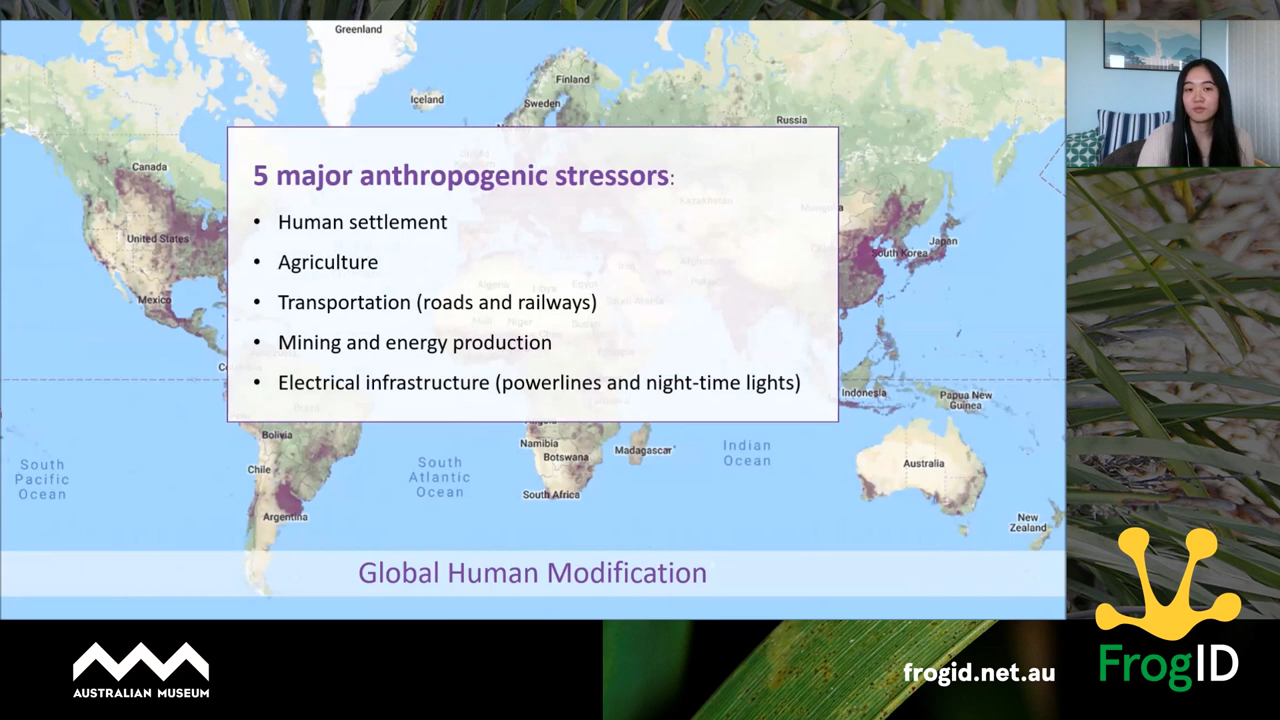 Greenland
Iceland
Finland
Sweden
Russia
Canada
United States
Mexico
5 major anthropogenic stressors:
• Human settlement
• Agriculture
• Transportation (roads and railways)
• Mining and energy production
• Electrical infrastructure (powerlines and night-time lights)
Japan
South Korea
Indonesia
Papua New
Guinea
Bolivia
Chile
Argentina
Namibia
Botswana
South Africa
Madagascar
Australia
New
Zealand
South
Pacific
Ocean
South
Atlantic
Ocean
Indian
Ocean
Global Human Modification
AUSTRALIAN MUSEUM
frogid.net.au
FrogID